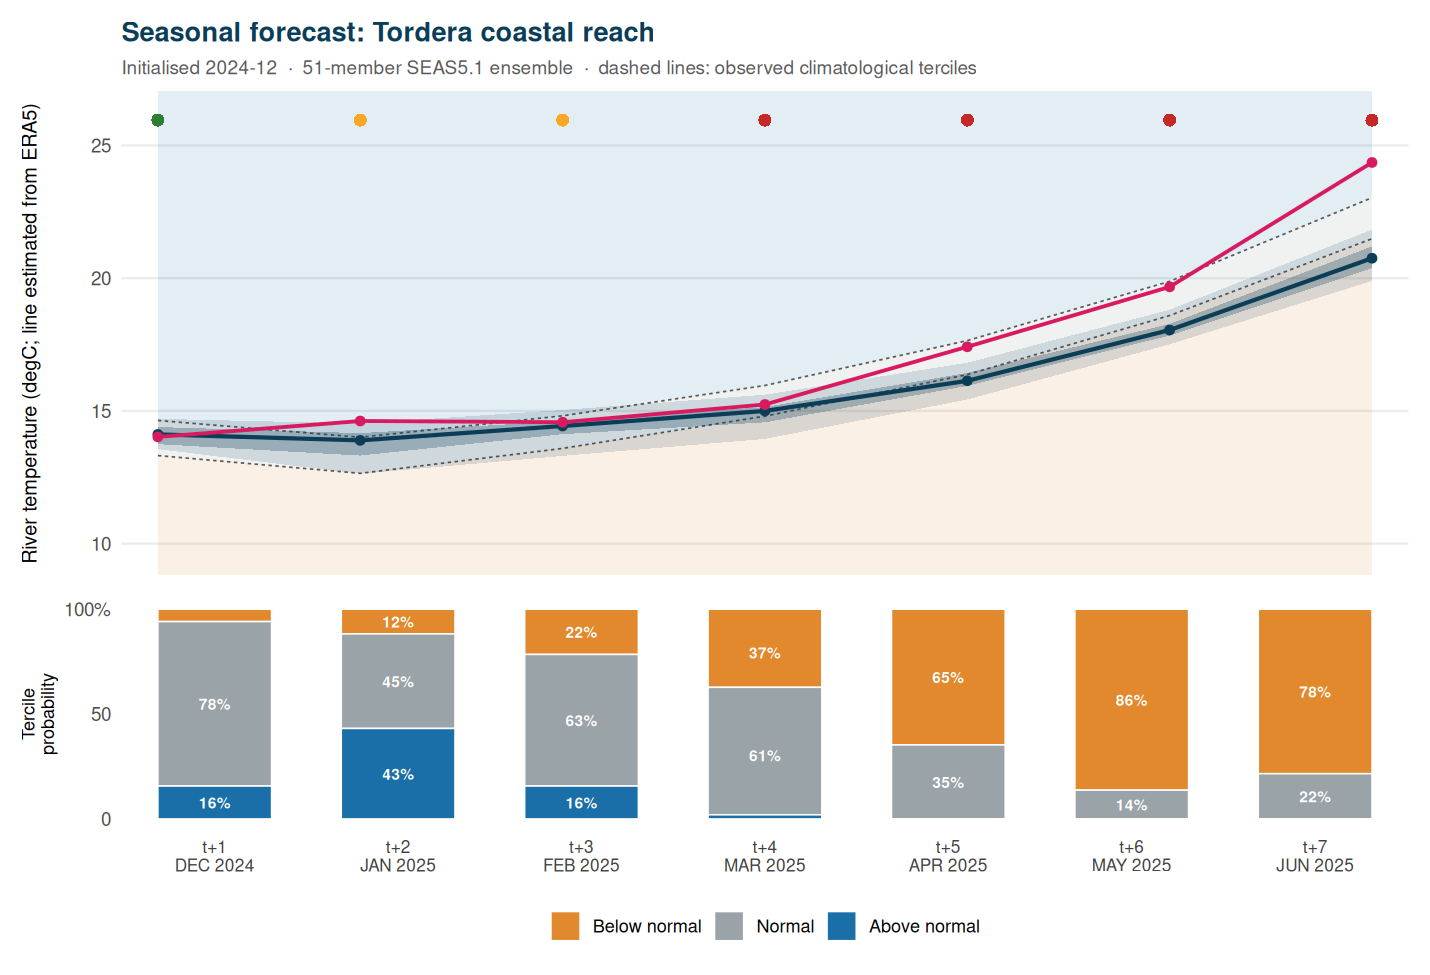 Seasonal forecast: Tordera coastal reach
Initialised 2024-12 · 51-member SEAS5.1 ensemble · dashed lines: observed climatological terciles
River temperature (degC; line estimated from ERA5)
25
20
15
10
Tercile
probability
100%
50
0
12%
22%
37%
65%
86%
78%
78%
45%
63%
61%
35%
14%
22%
16%
43%
16%
t+1
DEC 2024
t+2
JAN 2025
t+3
FEB 2025
t+4
MAR 2025
t+5
APR 2025
t+6
MAY 2025
t+7
JUN 2025
Below normal
Normal
Above normal